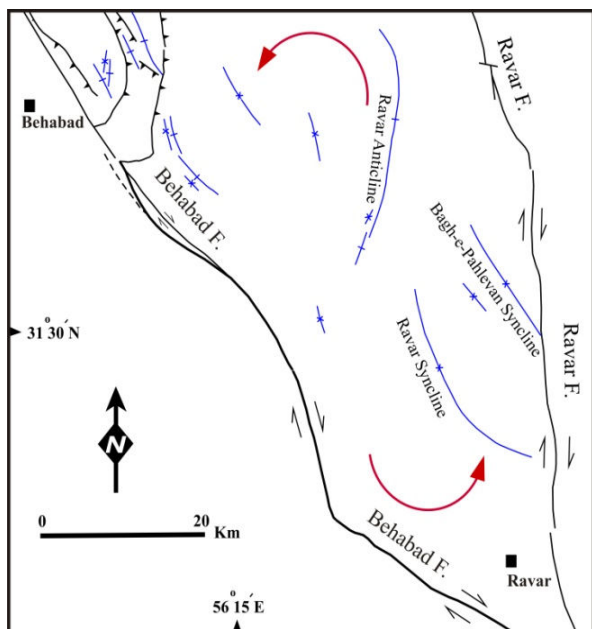 Behabad
Ravar F.
Ravar Anticline
Behabad F.
Bagh-e-Pahlevan Syncline
31° 30′ N
Ravar Syncline
Ravar F.
N
0 20
Km
Behabad F.
Ravar
56° 15′ E